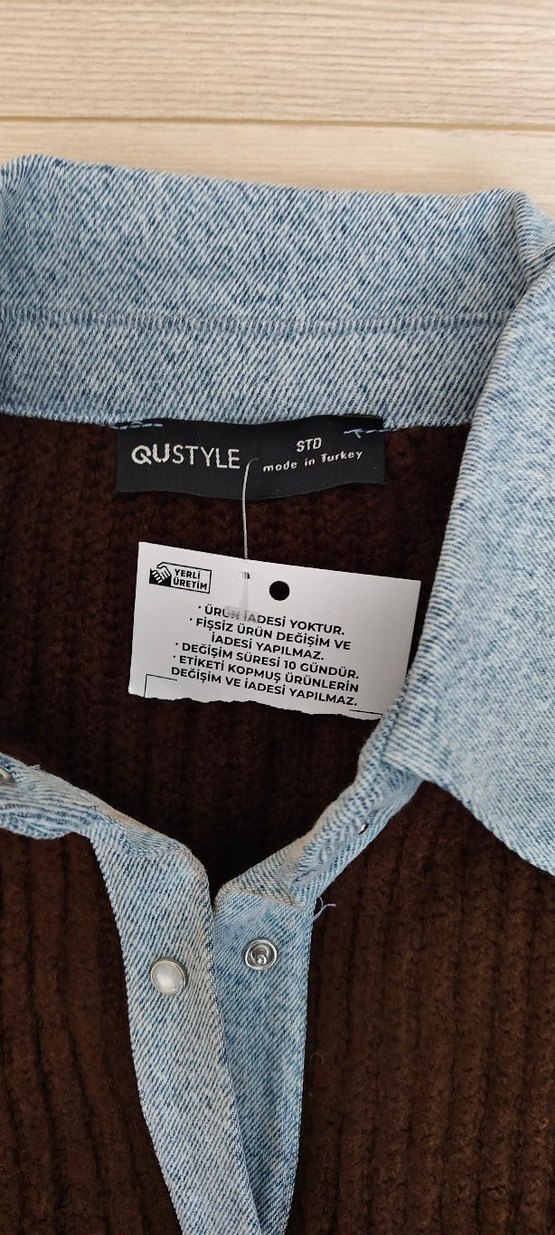 QUSTYLE
STD
made in Turkey
YERLİ
ÜRETİM
· ÜRÜN İADESİ YOKTUR.
· FİŞSİZ ÜRÜN DEĞİŞİM VE
İADESİ YAPILMAZ.
· DEĞİŞİM SÜRESİ 10 GÜNDÜR.
· ETİKETİ KOPMUŞ ÜRÜNLERİN
DEĞİŞİM VE İADESİ YAPILMAZ.